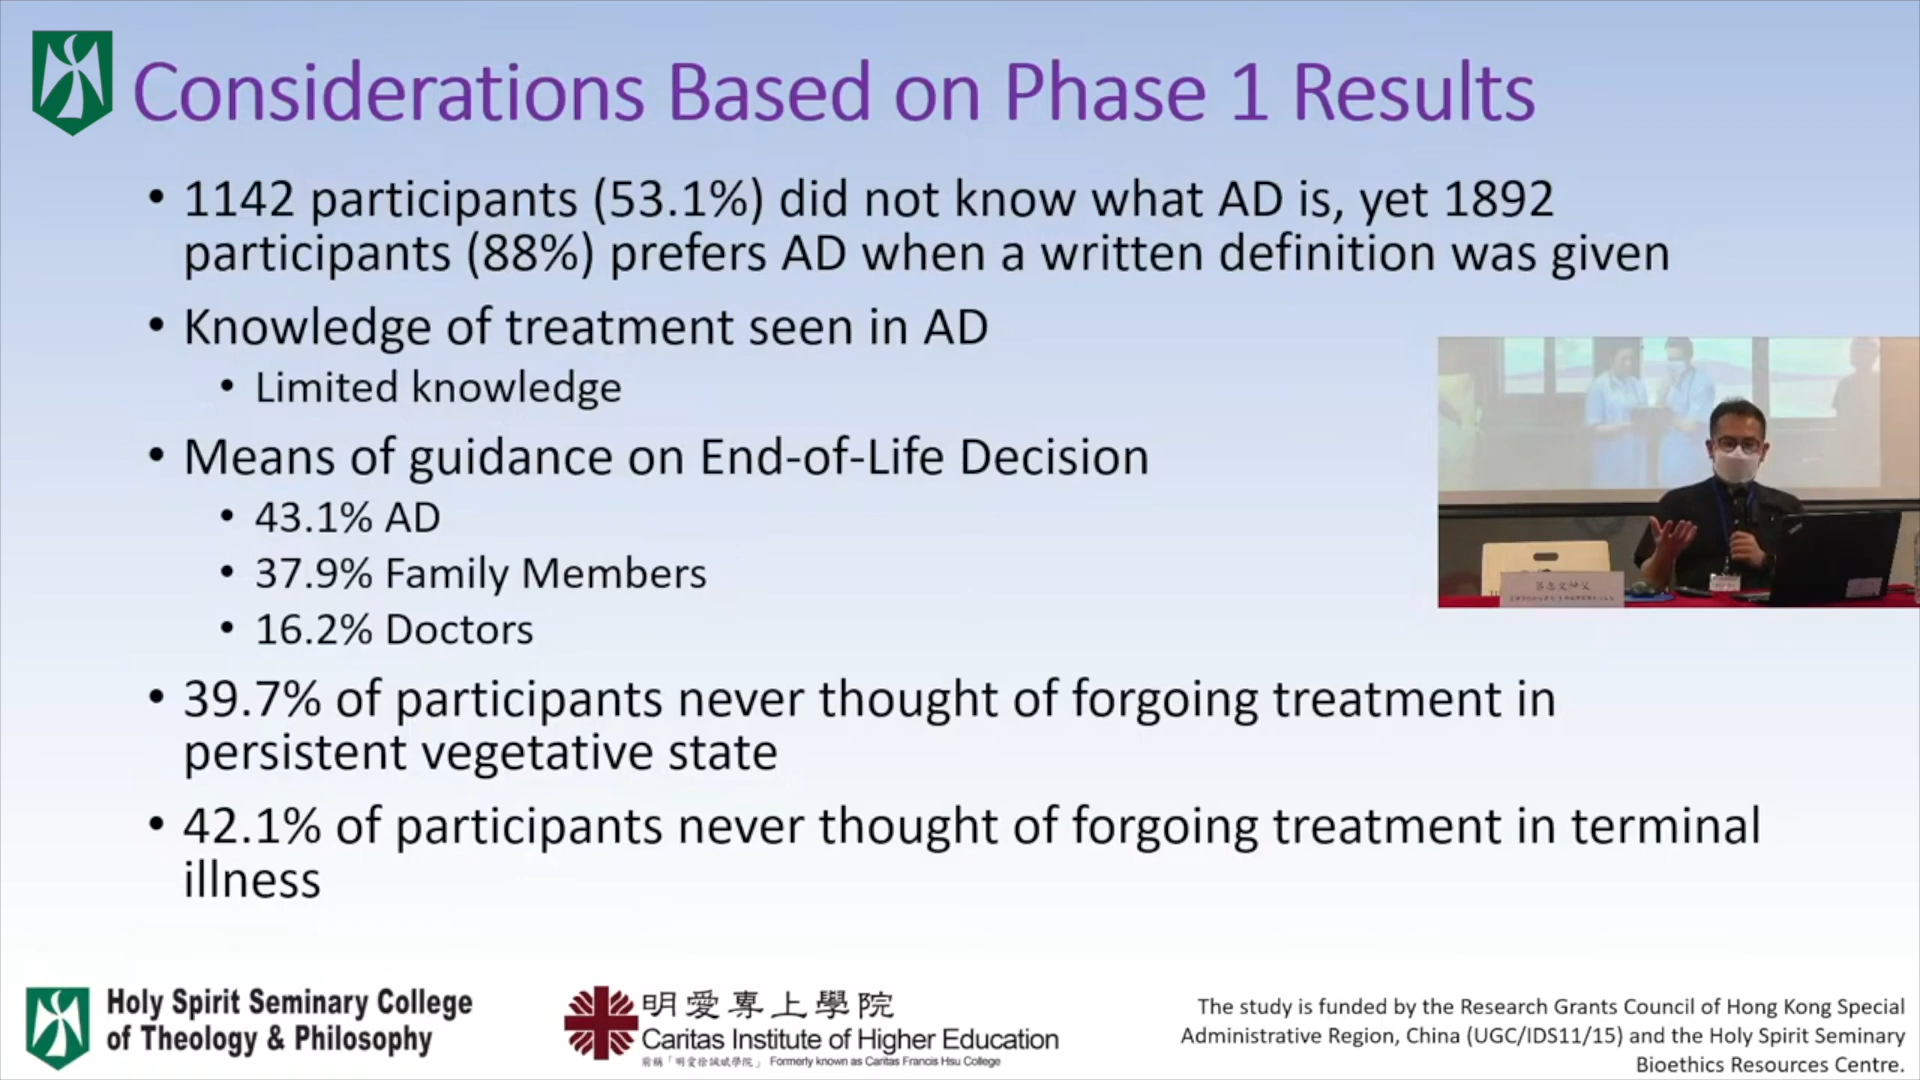 Considerations Based on Phase 1 Results
• 1142 participants (53.1%) did not know what AD is, yet 1892
participants (88%) prefers AD when a written definition was given
• Knowledge of treatment seen in AD
• Limited knowledge
• Means of guidance on End-of-Life Decision
• 43.1% AD
• 37.9% Family Members
• 16.2% Doctors
• 39.7% of participants never thought of forgoing treatment in
persistent vegetative state
• 42.1% of participants never thought of forgoing treatment in terminal
illness
Holy Spirit Seminary College
of Theology & Philosophy
明愛專上學院
Caritas Institute of Higher Education
前稱「明愛徐誠斌學院」 Formerly known as Caritas Francis Hsu College
The study is funded by the Research Grants Council of Hong Kong Special
Administrative Region, China (UGC/IDS11/15) and the Holy Spirit Seminary
Bioethics Resources Centre.